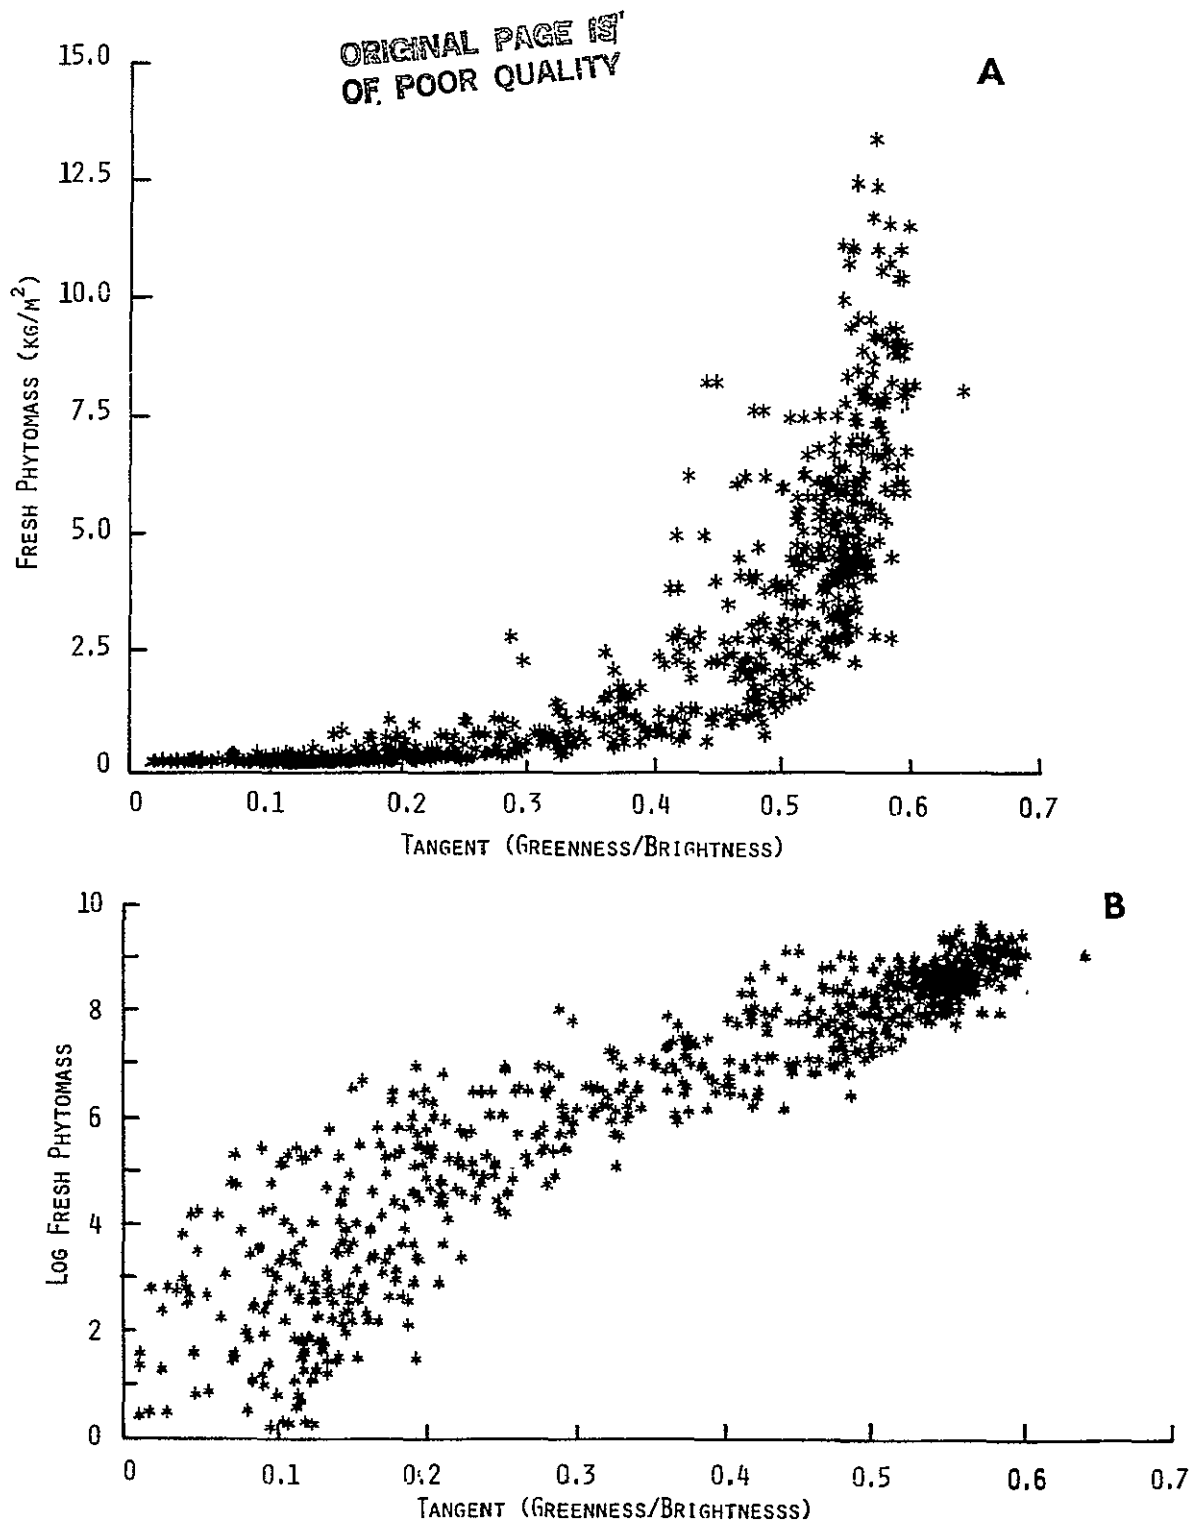 ORIGINAL PAGE IS
OF POOR QUALITY
A
15.0
12.5
10.0
7.5
5.0
2.5
0
FRESH PHYTOMASS (KG/M²)
0 0.1 0.2 0.3 0.4 0.5 0.6 0.7
TANGENT (GREENNESS/BRIGHTNESS)
B
10
8
6
4
2
0
LOG FRESH PHYTOMASS
0 0.1 0.2 0.3 0.4 0.5 0.6 0.7
TANGENT (GREENNESS/BRIGHTNESSS)